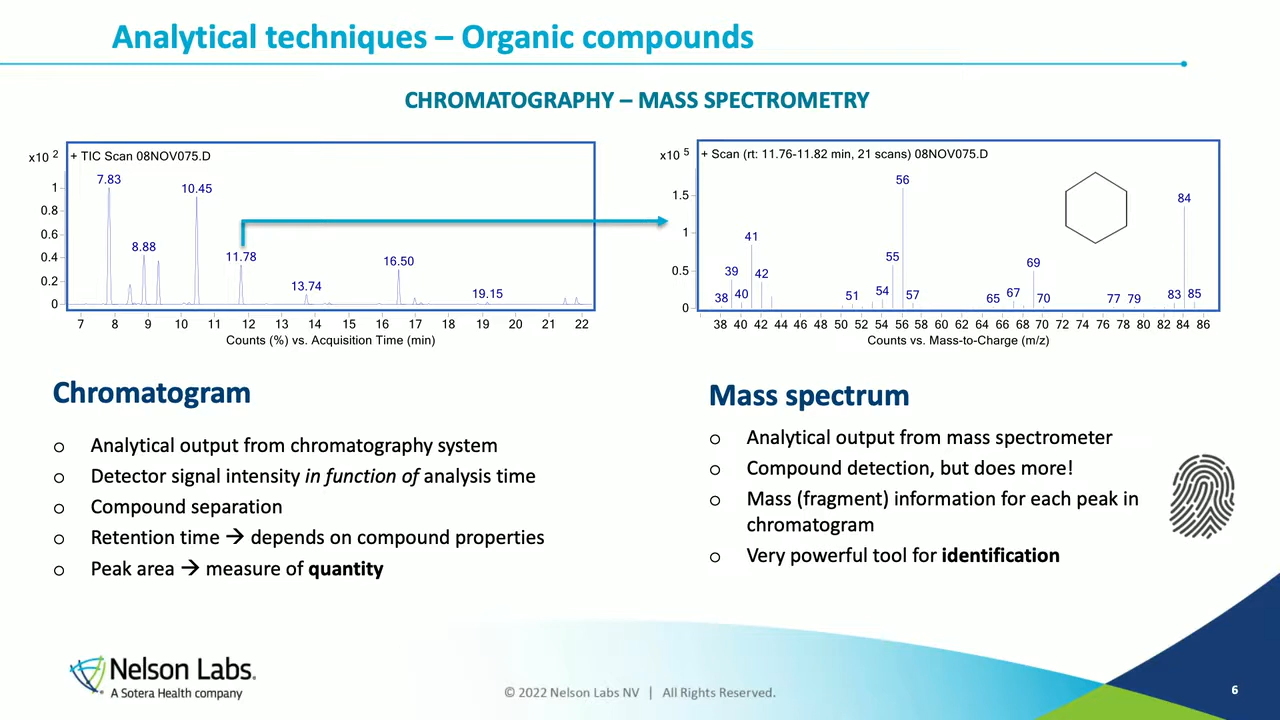 Analytical techniques – Organic compounds
CHROMATOGRAPHY – MASS SPECTROMETRY
x10 2
+ TIC Scan 08NOV075.D
7.83
10.45
8.88
11.78
16.50
13.74
19.15
1
0.8
0.6
0.4
0.2
0
7 8 9 10 11 12 13 14 15 16 17 18 19 20 21 22
Counts (%) vs. Acquisition Time (min)
x10 5
+ Scan (rt: 11.76-11.82 min, 21 scans) 08NOV075.D
56
84
41
55
69
39
42
38
40
51
54
57
65
67
70
77
79
83
85
1.5
1
0.5
0
38 40 42 44 46 48 50 52 54 56 58 60 62 64 66 68 70 72 74 76 78 80 82 84 86
Counts vs. Mass-to-Charge (m/z)
Chromatogram
o Analytical output from chromatography system
o Detector signal intensity in function of analysis time
o Compound separation
o Retention time → depends on compound properties
o Peak area → measure of quantity
Mass spectrum
o Analytical output from mass spectrometer
o Compound detection, but does more!
o Mass (fragment) information for each peak in
chromatogram
o Very powerful tool for identification
Nelson Labs.
A Sotera Health company
© 2022 Nelson Labs NV | All Rights Reserved.
6